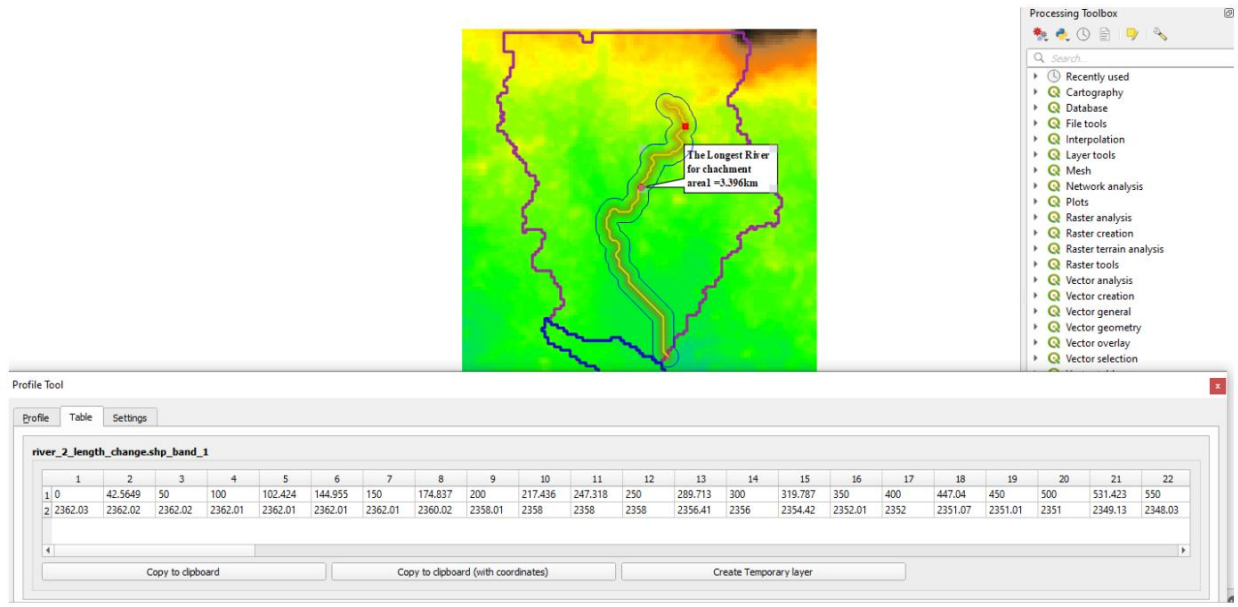 Processing Toolbox
Search...
Recently used
Cartography
Database
File tools
Interpolation
Layer tools
Mesh
Network analysis
Plots
Raster analysis
Raster creation
Raster terrain analysis
Raster tools
Vector analysis
Vector creation
Vector general
Vector geometry
Vector overlay
Vector selection
The Longest River
for chachment
area1 =3.396km
Profile Tool
x
Profile Table Settings
river_2_length_change.shp_band_1
1 2 3 4 5 6 7 8 9 10 11 12 13 14 15 16 17 18 19 20 21 22
1 0 42.5649 50 100 102.424 144.955 150 174.837 200 217.436 247.318 250 289.713 300 319.787 350 400 447.04 450 500 531.423 550
2 2362.03 2362.02 2362.02 2362.01 2362.01 2362.01 2362.01 2360.02 2358.01 2358 2358 2358 2356.41 2356 2354.42 2352.01 2352 2351.07 2351.01 2351 2349.13 2348.03
Copy to clipboard Copy to clipboard (with coordinates) Create Temporary layer